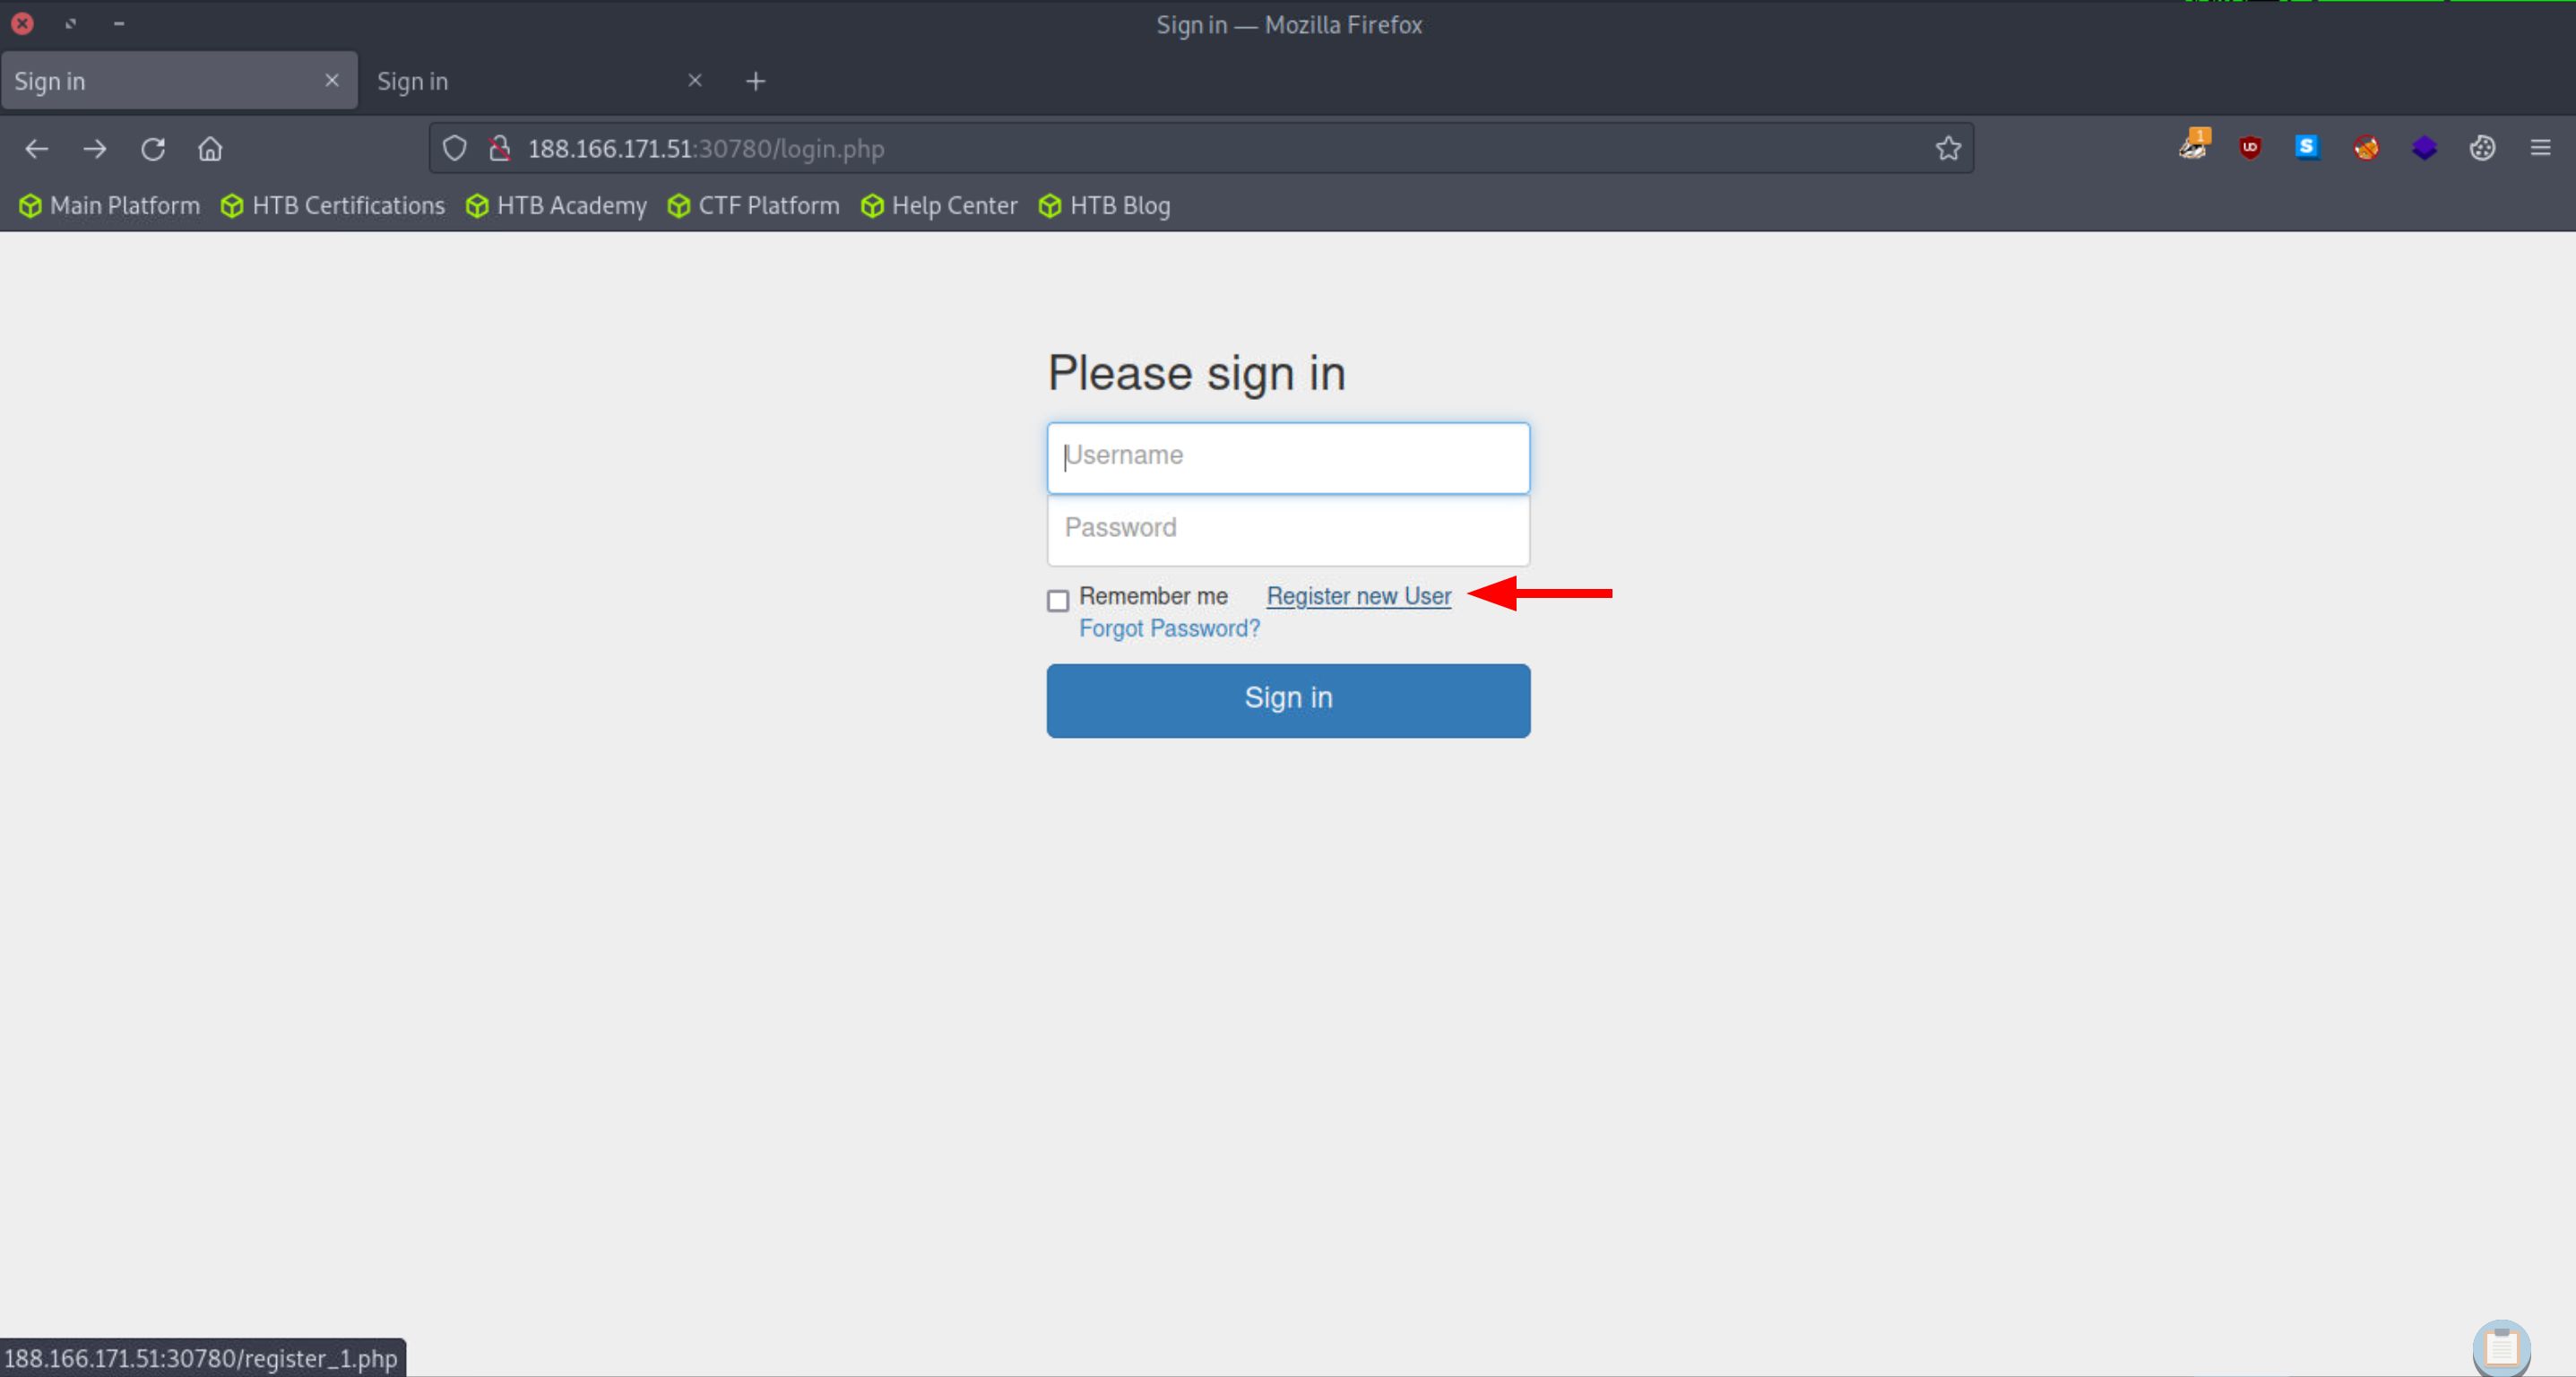 Sign in — Mozilla Firefox
Sign in Sign in
188.166.171.51:30780/login.php
1 UD S
Main Platform HTB Certifications HTB Academy CTF Platform Help Center HTB Blog
Please sign in
Username
Password
Remember me Register new User
Forgot Password?
Sign in
188.166.171.51:30780/register_1.php